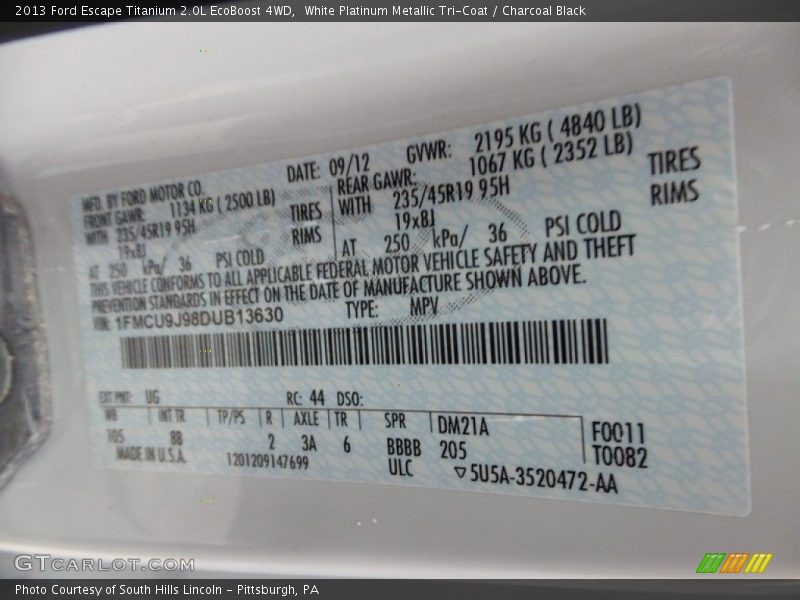 2013 Ford Escape Titanium 2.0L EcoBoost 4WD,  White Platinum Metallic Tri-Coat / Charcoal Black
MFD. BY FORD MOTOR CO.
DATE: 09/12
GVWR: 2195 KG ( 4840 LB)
FRONT GAWR: 1134 KG ( 2500 LB)
REAR GAWR: 1067 KG ( 2352 LB)
WITH 235/45R19 95H TIRES
WITH 235/45R19 95H TIRES
19x8J RIMS
19x8J RIMS
AT 250 kPa/ 36 PSI COLD
AT 250 kPa/ 36 PSI COLD
THIS VEHICLE CONFORMS TO ALL APPLICABLE FEDERAL MOTOR VEHICLE SAFETY AND THEFT
PREVENTION STANDARDS IN EFFECT ON THE DATE OF MANUFACTURE SHOWN ABOVE.
VIN: 1FMCU9J98DUB13630
TYPE: MPV
EXT PNT: UG RC: 44 DSO:
WB INT TR TP/PS R AXLE TR SPR DM21A F0011
105 BB 2 3A 6 BBBB 205 T0082
MADE IN U.S.A. 1201209147699 ULC ▽5U5A-3520472-AA
GTCARLOT.COM
Photo Courtesy of South Hills Lincoln - Pittsburgh, PA